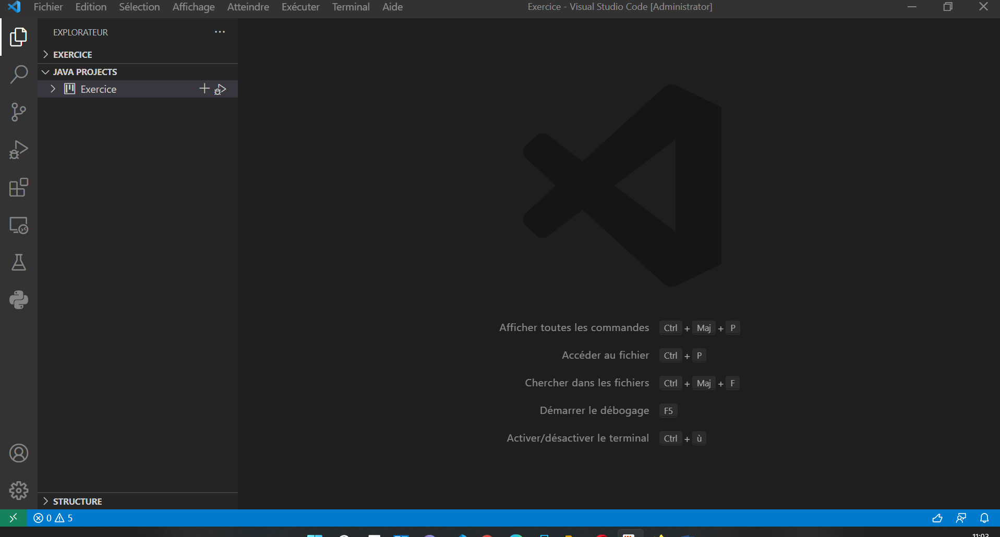 Fichier Edition Sélection Affichage Atteindre Exécuter Terminal Aide
Exercice - Visual Studio Code [Administrator]
EXPLORATEUR
EXERCICE
JAVA PROJECTS
Exercice
Afficher toutes les commandes Ctrl + Maj + P
Accéder au fichier Ctrl + P
Chercher dans les fichiers Ctrl + Maj + F
Démarrer le débogage F5
Activer/désactiver le terminal Ctrl + ù
STRUCTURE
0 5
11:03